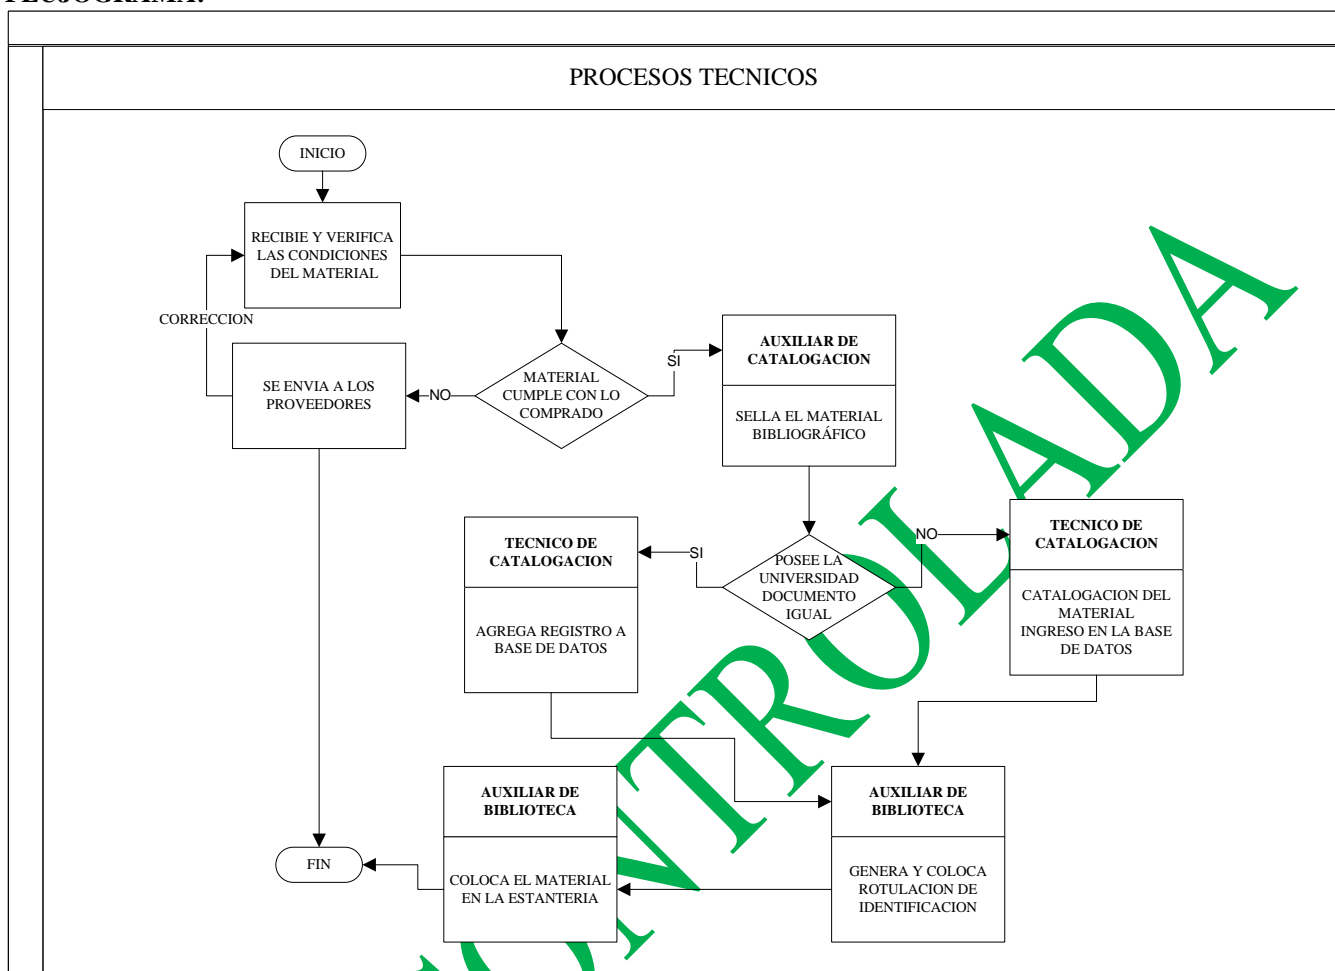 FLUJOGRAMA:
PROCESOS TECNICOS
INICIO
RECIBIE Y VERIFICA
LAS CONDICIONES
DEL MATERIAL
CORRECCION
SE ENVIA A LOS
PROVEEDORES
NO
MATERIAL
CUMPLE CON LO
COMPRADO
SI
AUXILIAR DE
CATALOGACION
SELLA EL MATERIAL
BIBLIOGRÁFICO
TECNICO DE
CATALOGACION
AGREGA REGISTRO A
BASE DE DATOS
SI
POSEE LA
UNIVERSIDAD
DOCUMENTO
IGUAL
NO
TECNICO DE
CATALOGACION
CATALOGACION DEL
MATERIAL
INGRESO EN LA BASE
DE DATOS
AUXILIAR DE
BIBLIOTECA
COLOCA EL MATERIAL
EN LA ESTANTERIA
AUXILIAR DE
BIBLIOTECA
GENERA Y COLOCA
ROTULACION DE
IDENTIFICACION
FIN
ONTROLADA